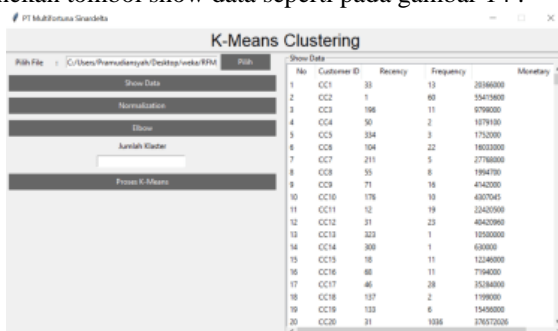 menekan tombol show data seperti pada gambar 14 .
PT Multifortuna Sinardelta
K-Means Clustering
Pilih File : C:/Users/Pramudiansyah/Desktop/weka/RFM Pilih
Show Data
Normalization
Elbow
Jumlah Klaster
Proses K-Means
Show Data
No Customer ID Recency Frequency Monetary
1 CC1 33 13 20366000
2 CC2 1 60 55415600
3 CC3 196 11 9799000
4 CC4 50 2 1079100
5 CC5 334 3 1752000
6 CC6 104 22 16033000
7 CC7 211 5 27768000
8 CC8 55 8 1994700
9 CC9 71 16 4142000
10 CC10 176 10 4307045
11 CC11 12 19 22420500
12 CC12 31 23 48420960
13 CC13 323 1 10500000
14 CC14 300 1 630000
15 CC15 18 11 12246000
16 CC16 60 11 7194000
17 CC17 46 28 35284000
18 CC18 137 2 1199000
19 CC19 133 6 15456000
20 CC20 31 1036 376572026